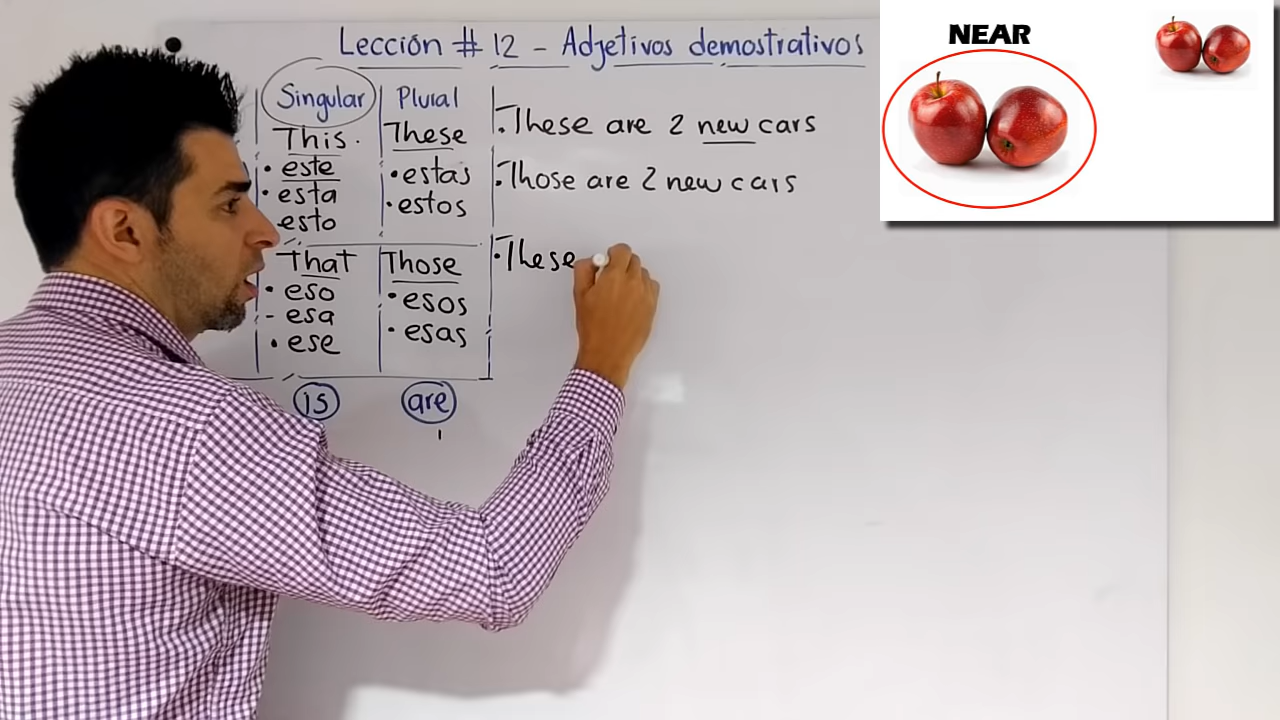 Lección # 12 - Adjetivos demostrativos
NEAR
Singular Plural
This. These
• este • estas
• esta • estos
esto
That Those
• eso • esos
- esa • esas
• ese
is are
• These are 2 new cars
• Those are 2 new cars
• These